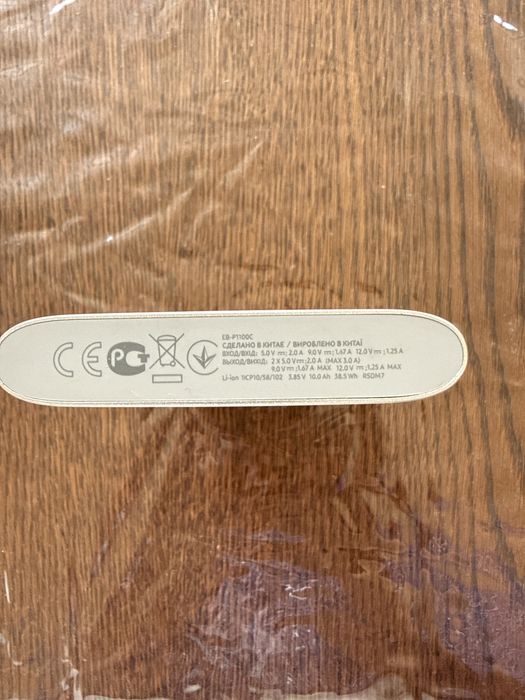 EB-P1100C
СДЕЛАНО В КИТАЕ / ВИРОБЛЕНО В КИТАЇ
ВХОД/ВХІД: 5.0 V ⎓; 2.0 A 9.0 V ⎓; 1.67 A 12.0 V ⎓; 1.25 A
ВЫХОД/ВИХІД: 2 X 5.0 V ⎓; 2.0 A (MAX 3.0 A)
9.0 V ⎓; 1.67 A MAX 12.0 V ⎓; 1.25 A MAX
Li-ion 1ICP10/58/102 3.85 V 10.0 Ah 38.5 Wh RSDM7
CE PCT